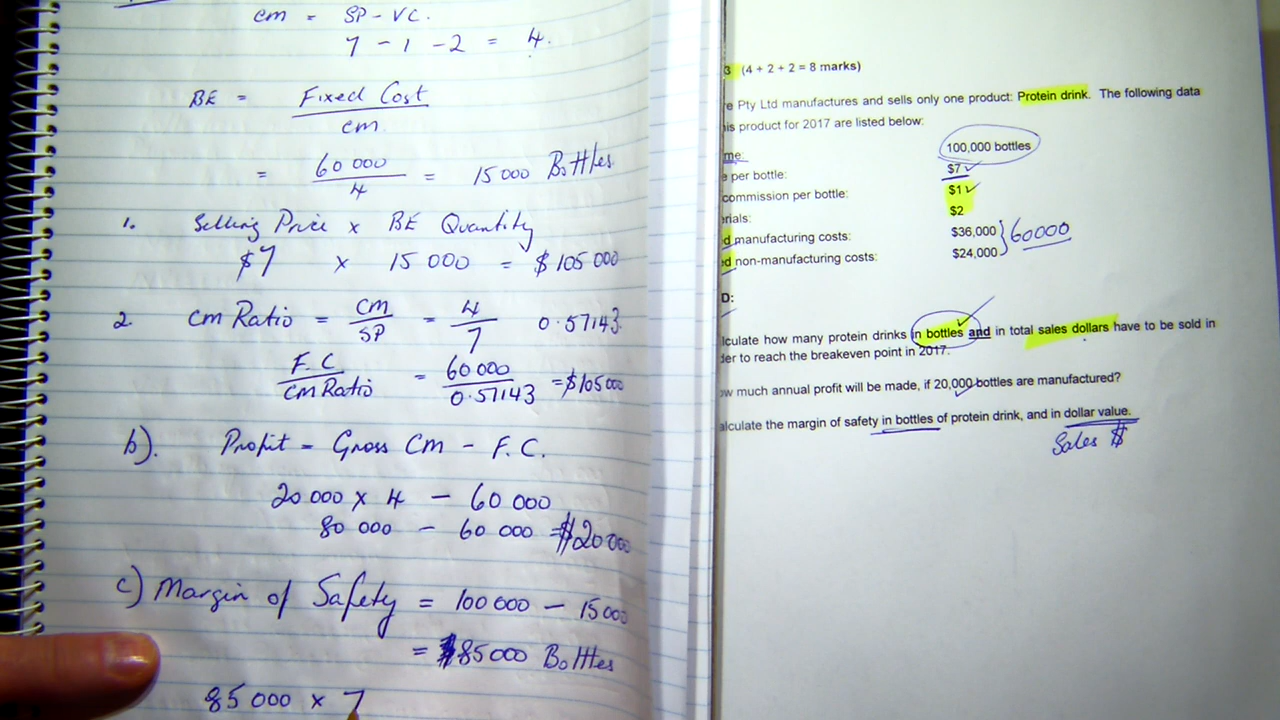 cm = SP - VC.
7 - 1 - 2 = 4.
BE = Fixed Cost
cm
= 60 000 = 15 000 Bottles
4
1. Selling Price x BE Quantity
$7 x 15 000 = $105 000
2. cm Ratio = CM = 4 0.57143
SP 7
F.C = 60 000 = $105000
cm Ratio 0.57143
b). Profit = Gross Cm - F.C.
20 000 x 4 - 60 000
80 000 - 60 000 = $20 000
c) Margin of Safety = 100 000 - 15 000
= 85 000 Bottles
85 000 x 7
3 (4 + 2 + 2 = 8 marks)
e Pty Ltd manufactures and sells only one product: Protein drink. The following data
is product for 2017 are listed below:
me: 100,000 bottles
e per bottle: $7
commission per bottle: $1
rials: $2
d manufacturing costs: $36,000
ed non-manufacturing costs: $24,000
60000
D:
lculate how many protein drinks in bottles and in total sales dollars have to be sold in
der to reach the breakeven point in 2017.
ow much annual profit will be made, if 20,000 bottles are manufactured?
alculate the margin of safety in bottles of protein drink, and in dollar value.
Sales $